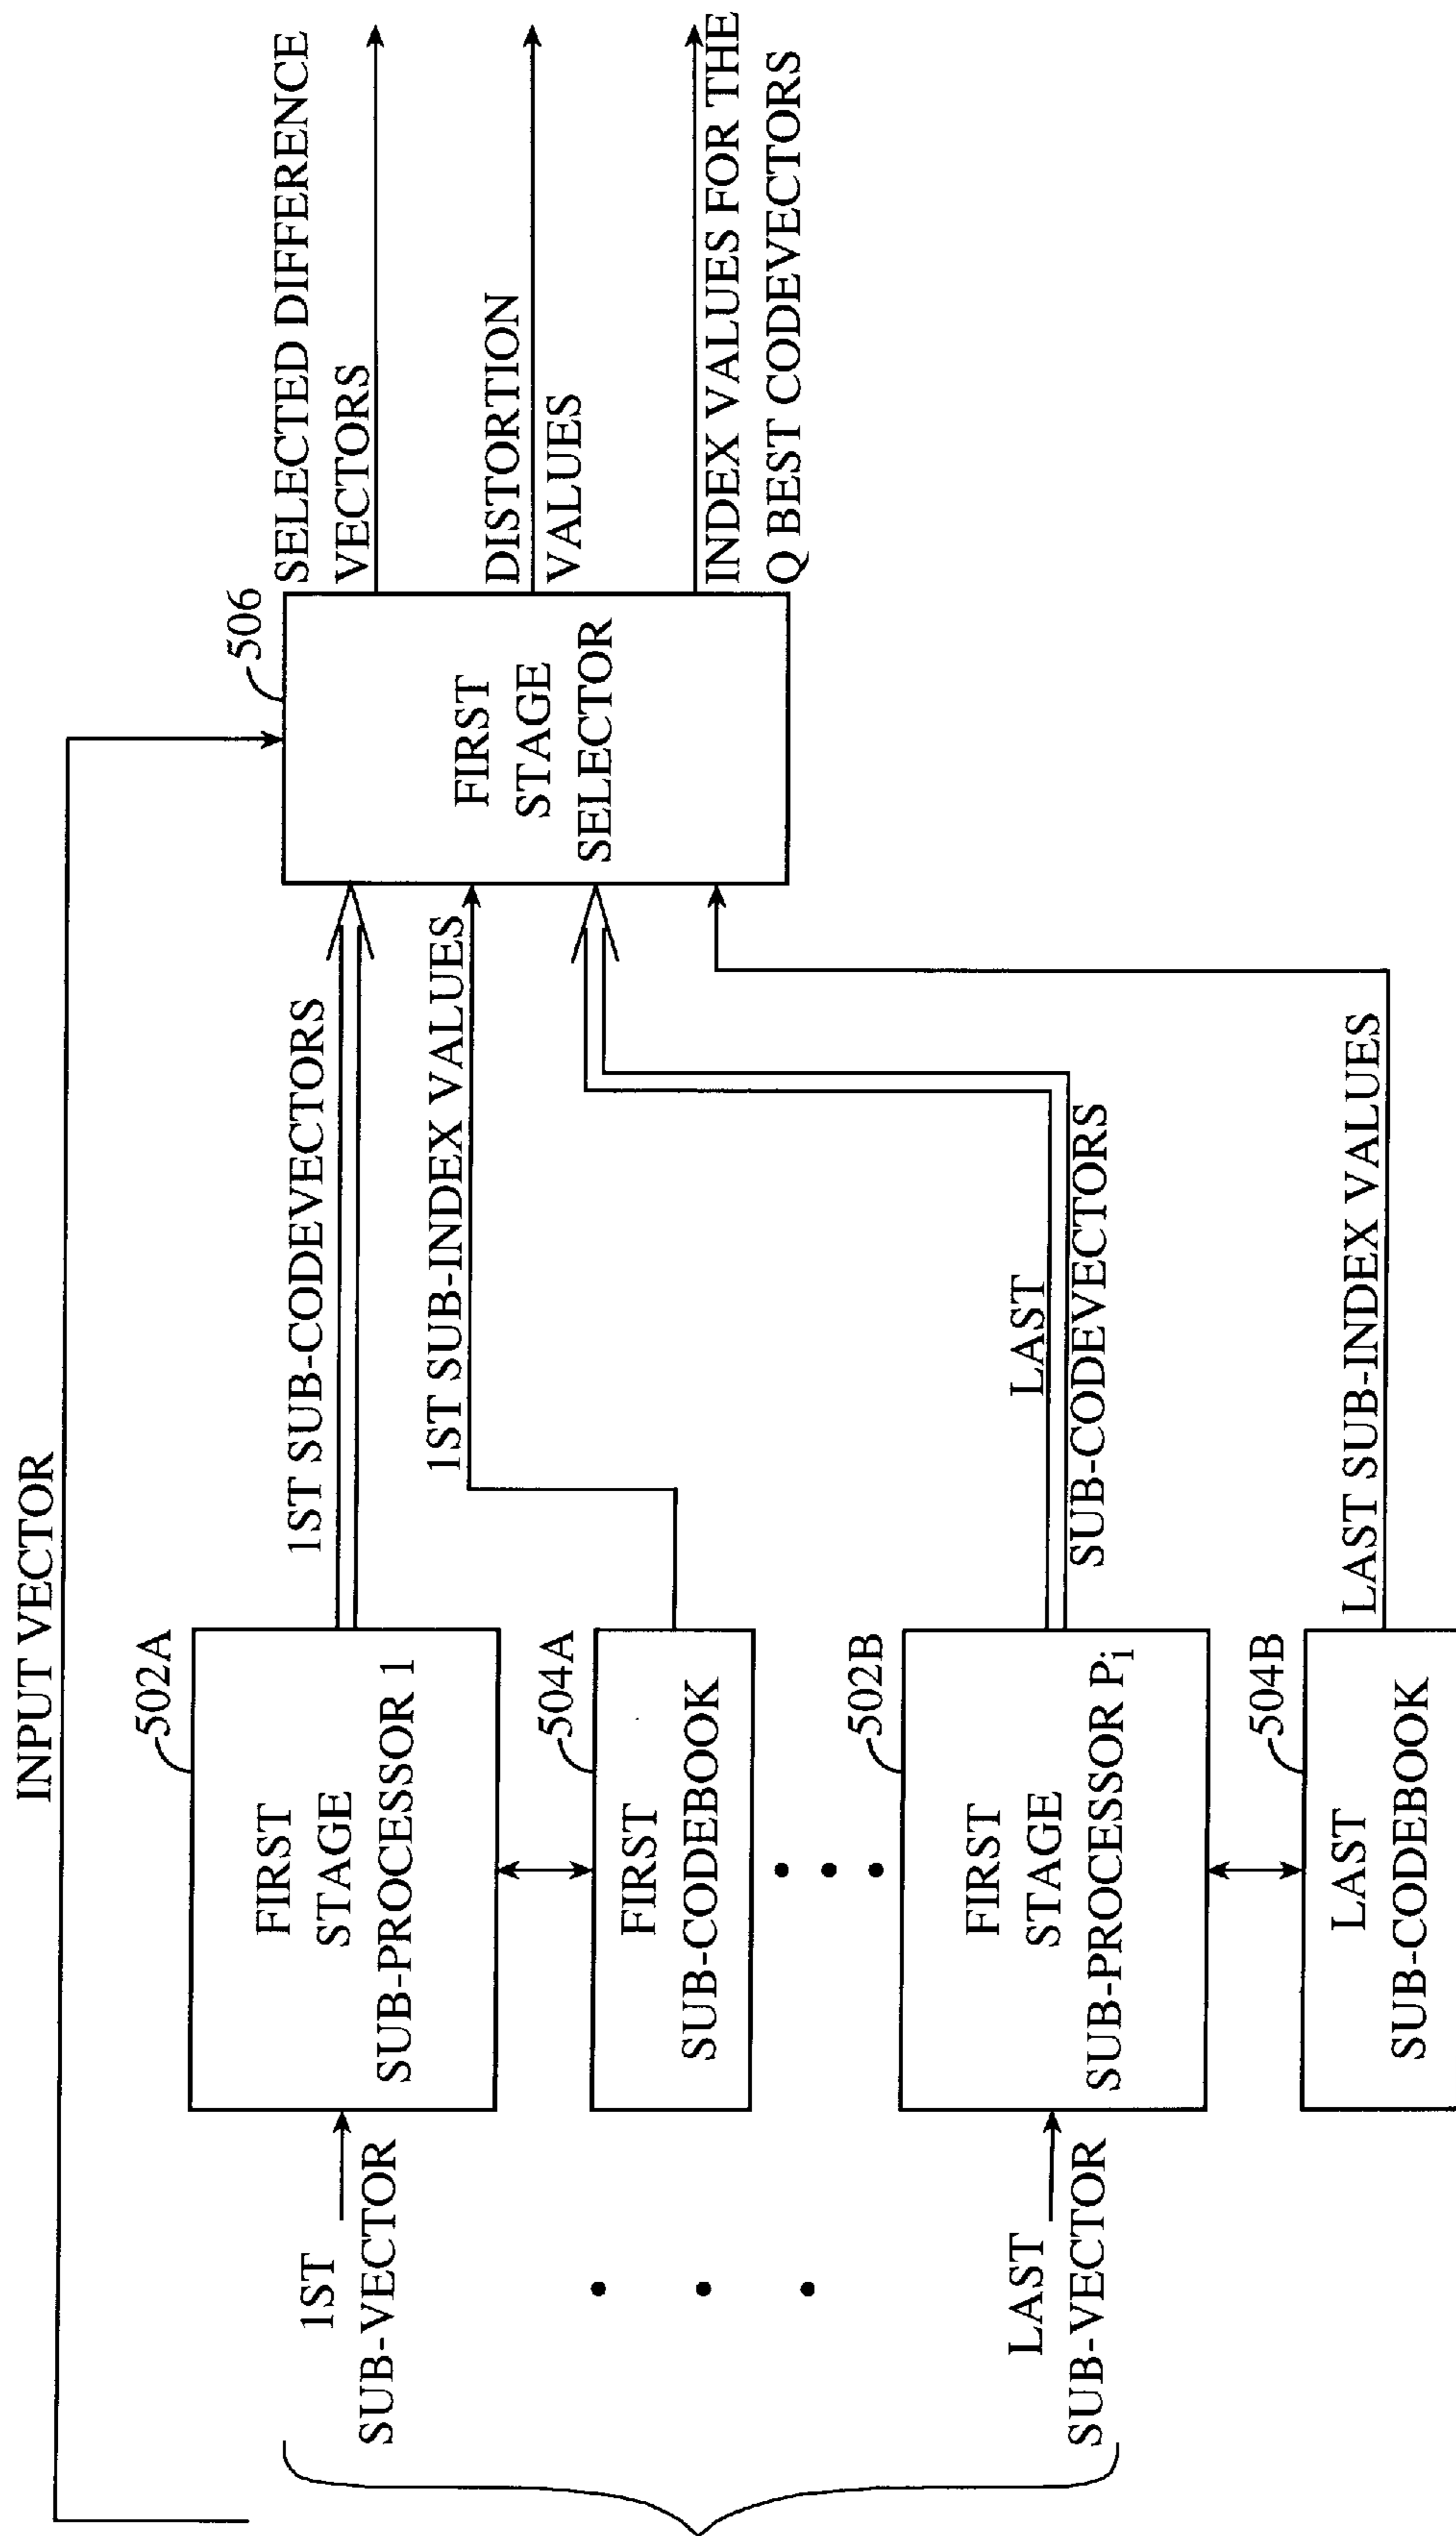 INPUT VECTOR
1ST
SUB-VECTOR
502A
FIRST
STAGE
SUB-PROCESSOR 1
504A
FIRST
SUB-CODEBOOK
1ST SUB-CODEVECTORS
1ST SUB-INDEX VALUES
LAST
SUB-VECTOR
502B
FIRST
STAGE
SUB-PROCESSOR P1
504B
LAST
SUB-CODEBOOK
LAST
SUB-CODEVECTORS
LAST SUB-INDEX VALUES
506
FIRST
STAGE
SELECTOR
SELECTED DIFFERENCE
VECTORS
DISTORTION
VALUES
INDEX VALUES FOR THE
Q BEST CODEVECTORS